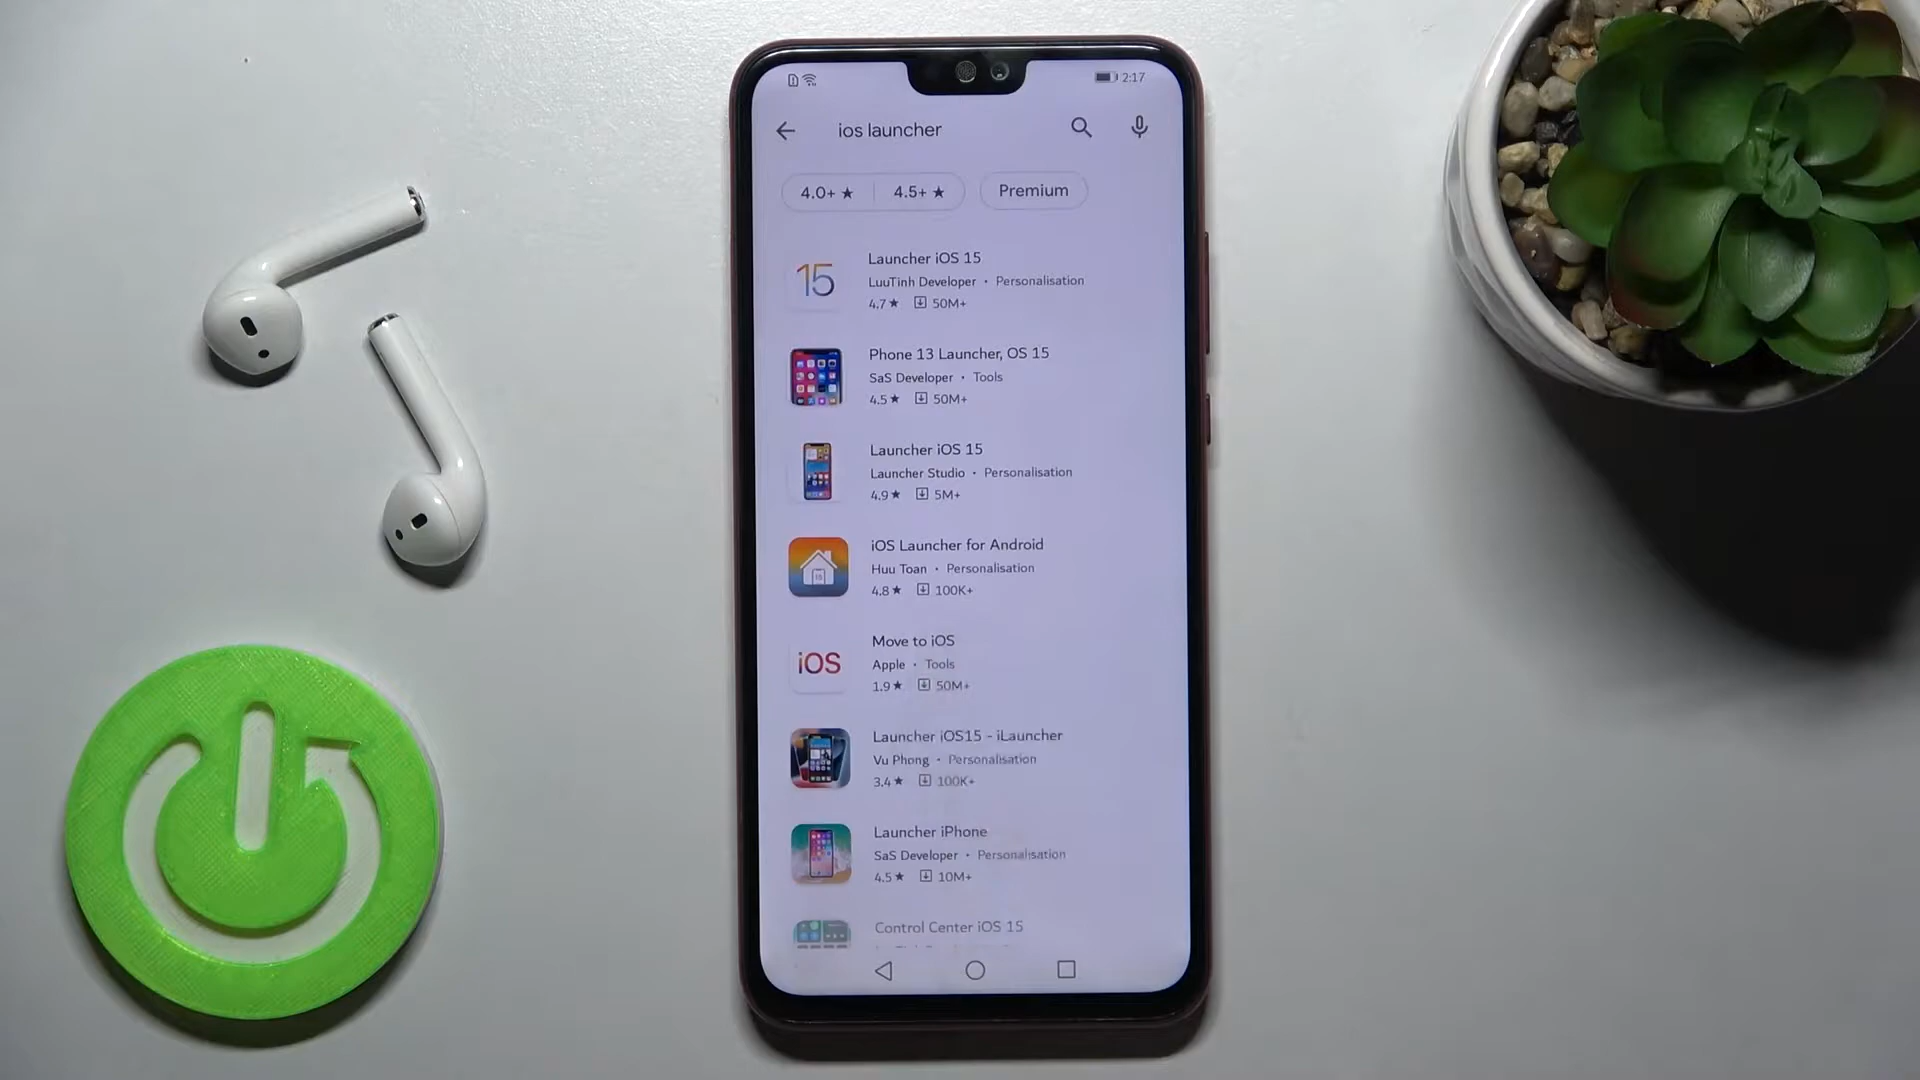 2:17
ios launcher
4.0+ ★ 4.5+ ★ Premium
15
Launcher iOS 15
LuuTinh Developer • Personalisation
4.7 ★ 50M+
Phone 13 Launcher, OS 15
SaS Developer • Tools
4.5 ★ 50M+
Launcher iOS 15
Launcher Studio • Personalisation
4.9 ★ 5M+
15
iOS Launcher for Android
Huu Toan • Personalisation
4.8 ★ 100K+
iOS
Move to iOS
Apple • Tools
1.9 ★ 50M+
Launcher iOS15 - iLauncher
Vu Phong • Personalisation
3.4 ★ 100K+
Launcher iPhone
SaS Developer • Personalisation
4.5 ★ 10M+
Control Center iOS 15